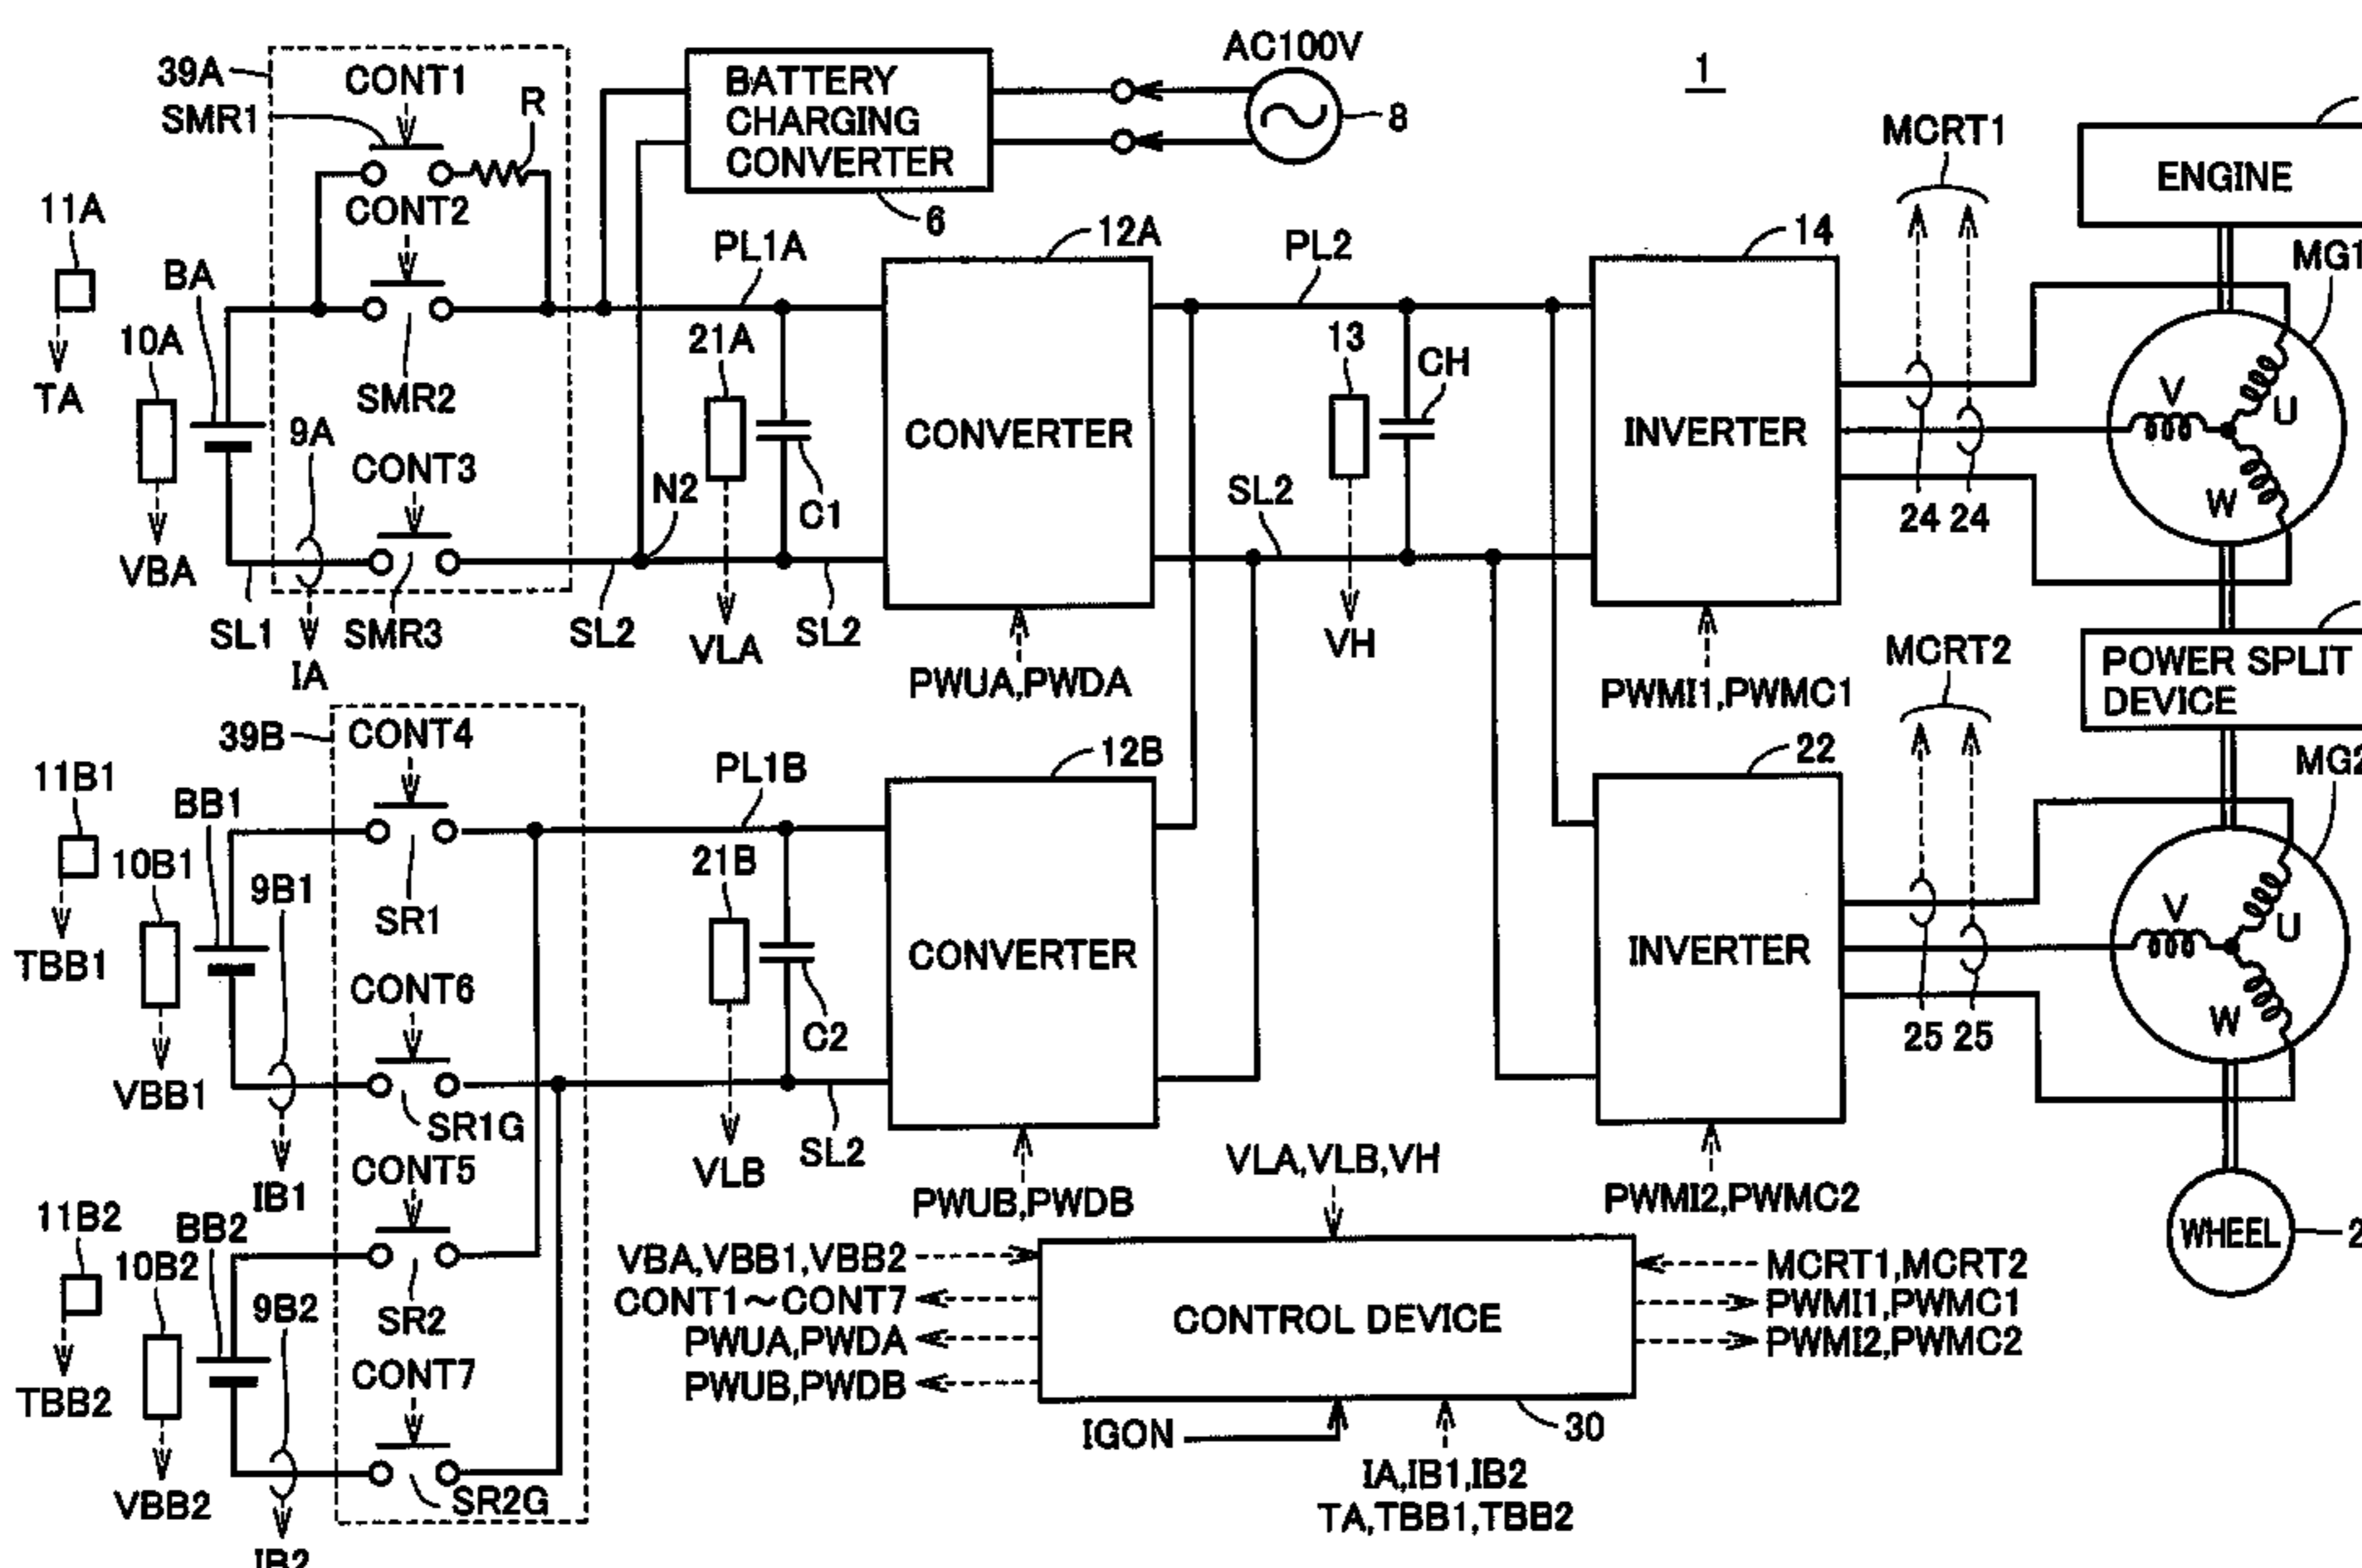 1
39A
CONT1
SMR1
R
CONT2
BATTERY
CHARGING
CONVERTER
6
AC100V
8
MCRT1
ENGINE
11A
TA
10A
VBA
BA
SMR2
9A
CONT3
SL1
IA
SMR3
SL2
N2
PL1A
21A
C1
VLA
SL2
12A
CONVERTER
PWUA,PWDA
PL2
13
CH
SL2
VH
14
INVERTER
PWMI1,PWMC1
24 24
MG1
V
U
W
POWER SPLIT
DEVICE
39B
CONT4
11B1
TBB1
10B1
VBB1
BB1
9B1
IB1
SR1
CONT6
SR1G
CONT5
PL1B
21B
C2
VLB
SL2
12B
CONVERTER
PWUB,PWDB
22
INVERTER
PWMI2,PWMC2
MCRT2
25 25
MG2
V
U
W
WHEEL
2
11B2
TBB2
10B2
VBB2
BB2
9B2
IB2
SR2
CONT7
SR2G
VLA,VLB,VH
VBA,VBB1,VBB2
CONT1~CONT7
PWUA,PWDA
PWUB,PWDB
CONTROL DEVICE
MCRT1,MCRT2
PWMI1,PWMC1
PWMI2,PWMC2
IGON
30
IA,IB1,IB2
TA,TBB1,TBB2